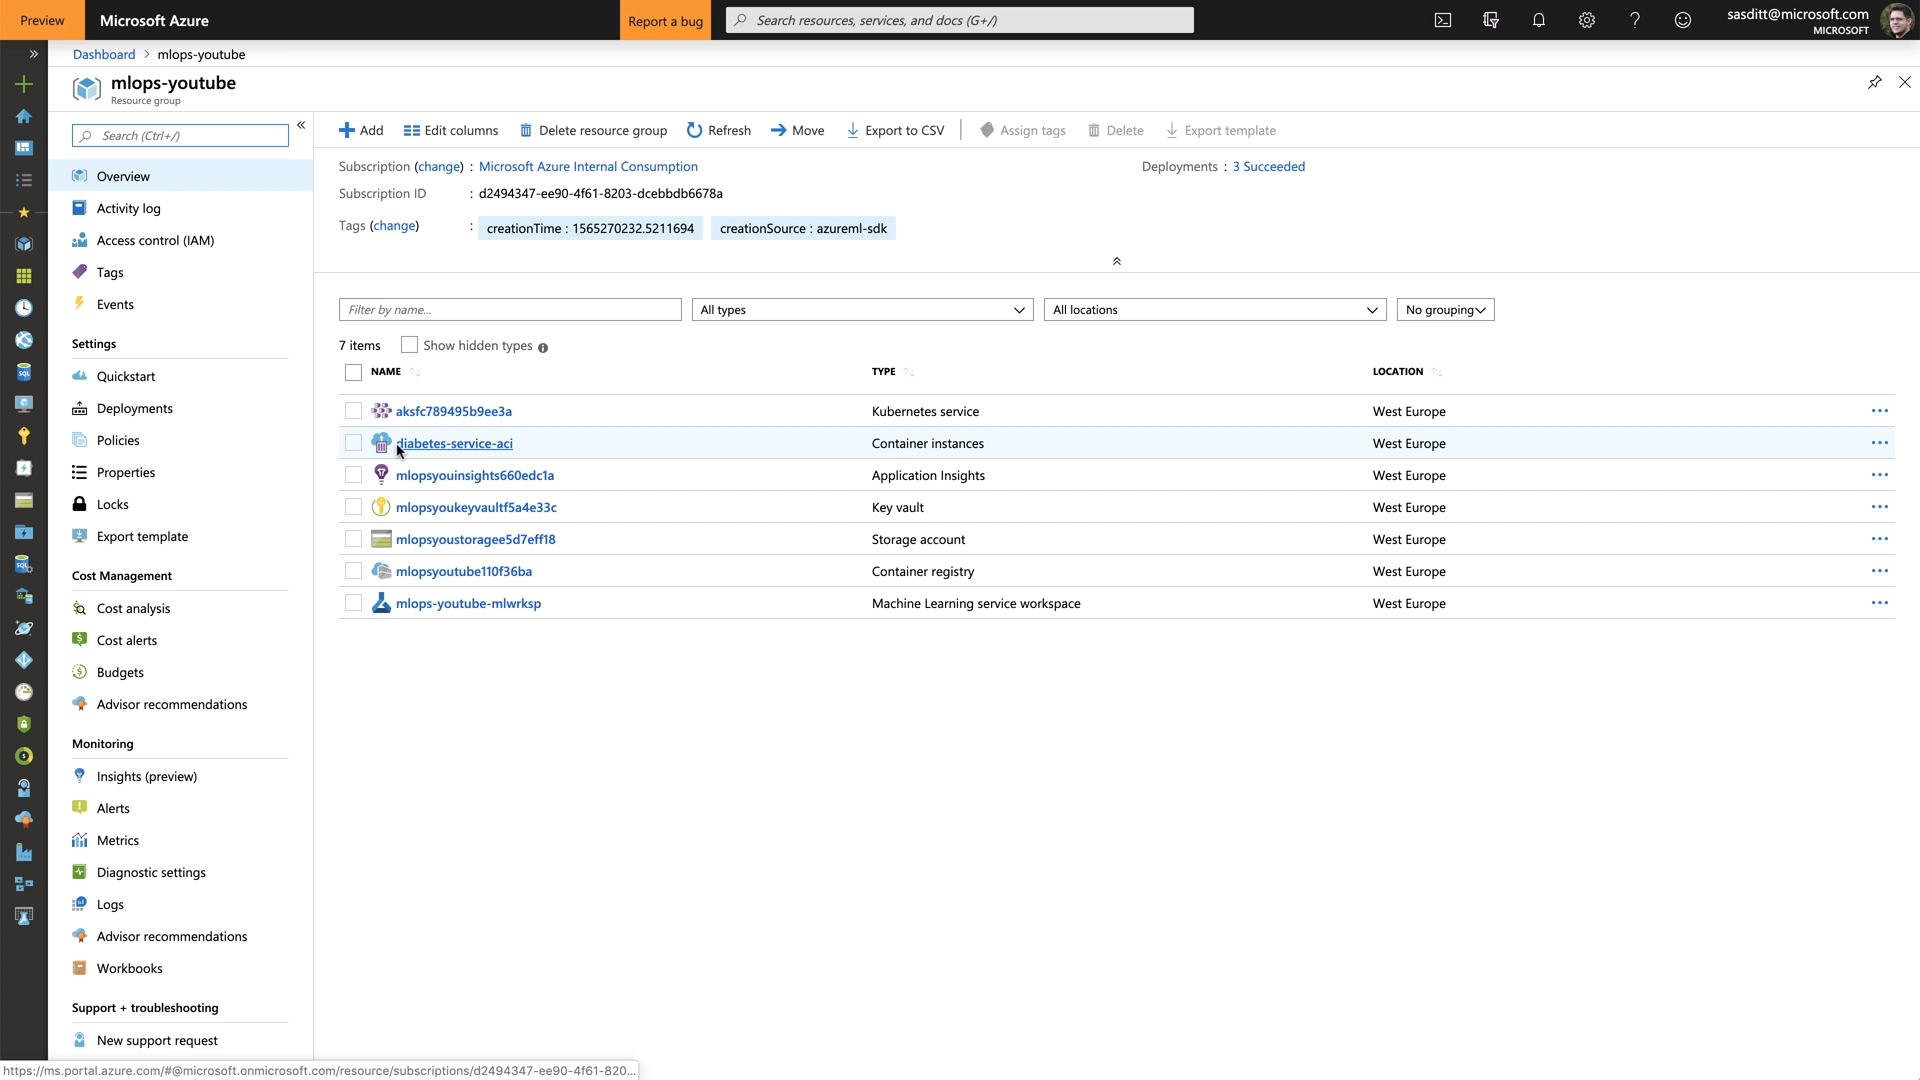 Preview
Microsoft Azure
Report a bug
Search resources, services, and docs (G+/)
sasditt@microsoft.com
MICROSOFT
Dashboard > mlops-youtube
mlops-youtube
Resource group
Search (Ctrl+/)
Overview
Activity log
Access control (IAM)
Tags
Events
Settings
Quickstart
Deployments
Policies
Properties
Locks
Export template
Cost Management
Cost analysis
Cost alerts
Budgets
Advisor recommendations
Monitoring
Insights (preview)
Alerts
Metrics
Diagnostic settings
Logs
Advisor recommendations
Workbooks
Support + troubleshooting
New support request
Add Edit columns Delete resource group Refresh Move Export to CSV Assign tags Delete Export template
Subscription (change) : Microsoft Azure Internal Consumption
Deployments : 3 Succeeded
Subscription ID : d2494347-ee90-4f61-8203-dcebbdb6678a
Tags (change) : creationTime : 1565270232.5211694 creationSource : azureml-sdk
Filter by name... All types All locations No grouping
7 items Show hidden types
NAME TYPE LOCATION
aksfc789495b9ee3a Kubernetes service West Europe
diabetes-service-aci Container instances West Europe
mlopsyouinsights660edc1a Application Insights West Europe
mlopsyoukeyvaultf5a4e33c Key vault West Europe
mlopsyoustoragee5d7eff18 Storage account West Europe
mlopsyoutube110f36ba Container registry West Europe
mlops-youtube-mlwrksp Machine Learning service workspace West Europe
https://ms.portal.azure.com/#@microsoft.onmicrosoft.com/resource/subscriptions/d2494347-ee90-4f61-820...